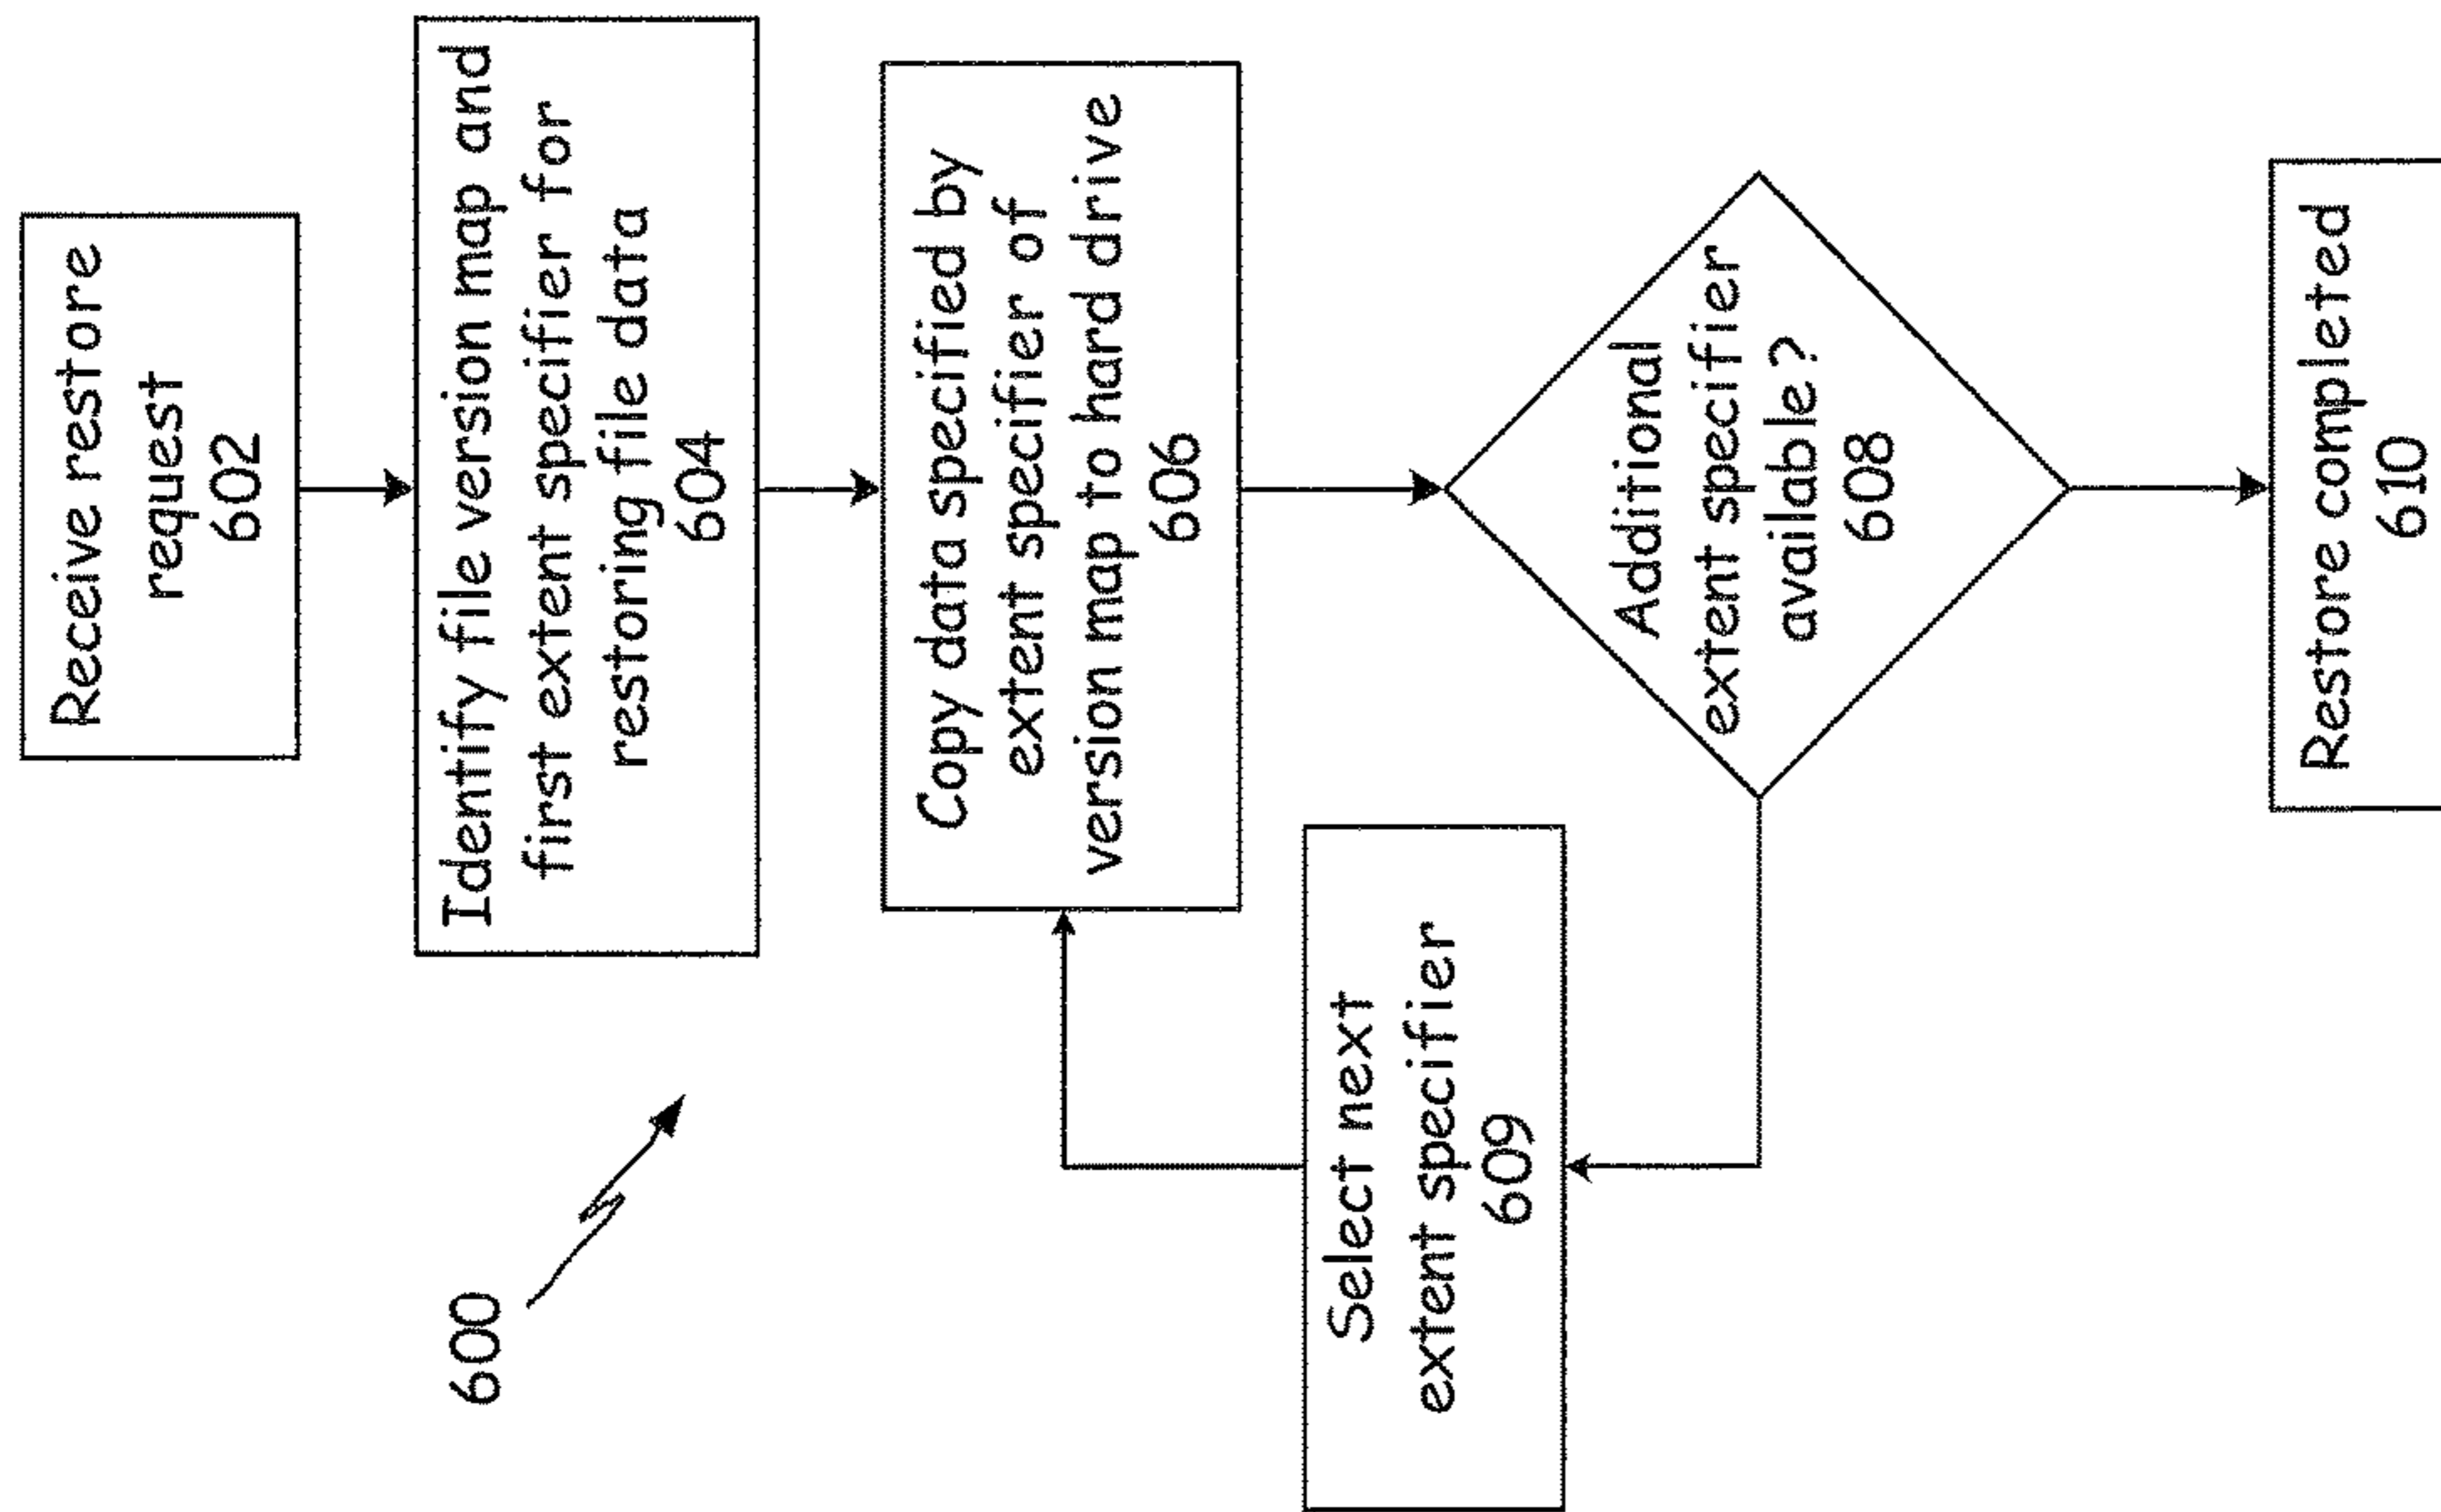 Receive restore
request
602
Identify file version map and
first extent specifier for
restoring file data
604
600
Copy data specified by
extent specifier of
version map to hard drive
606
Additional
extent specifier
available?
608
Select next
extent specifier
609
Restore completed
610